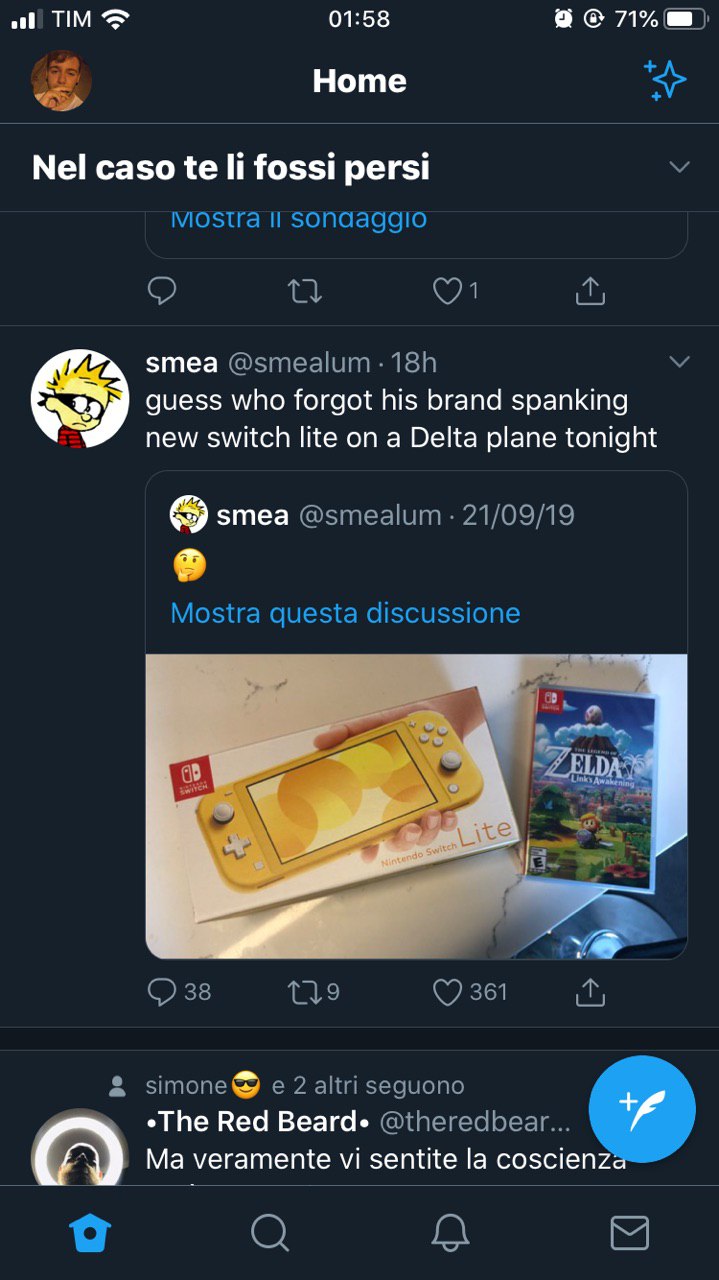 TIM 01:58 71%
Home
Nel caso te li fossi persi
Mostra il sondaggio
1
smea @smealum · 18h
guess who forgot his brand spanking
new switch lite on a Delta plane tonight
smea @smealum · 21/09/19
🤔
Mostra questa discussione
NINTENDO
SWITCH
Nintendo Switch Lite
THE LEGEND OF
ZELDA
Link's Awakening
E
38 9 361
simone😎 e 2 altri seguono
•The Red Beard• @theredbear...
Ma veramente vi sentite la coscienza